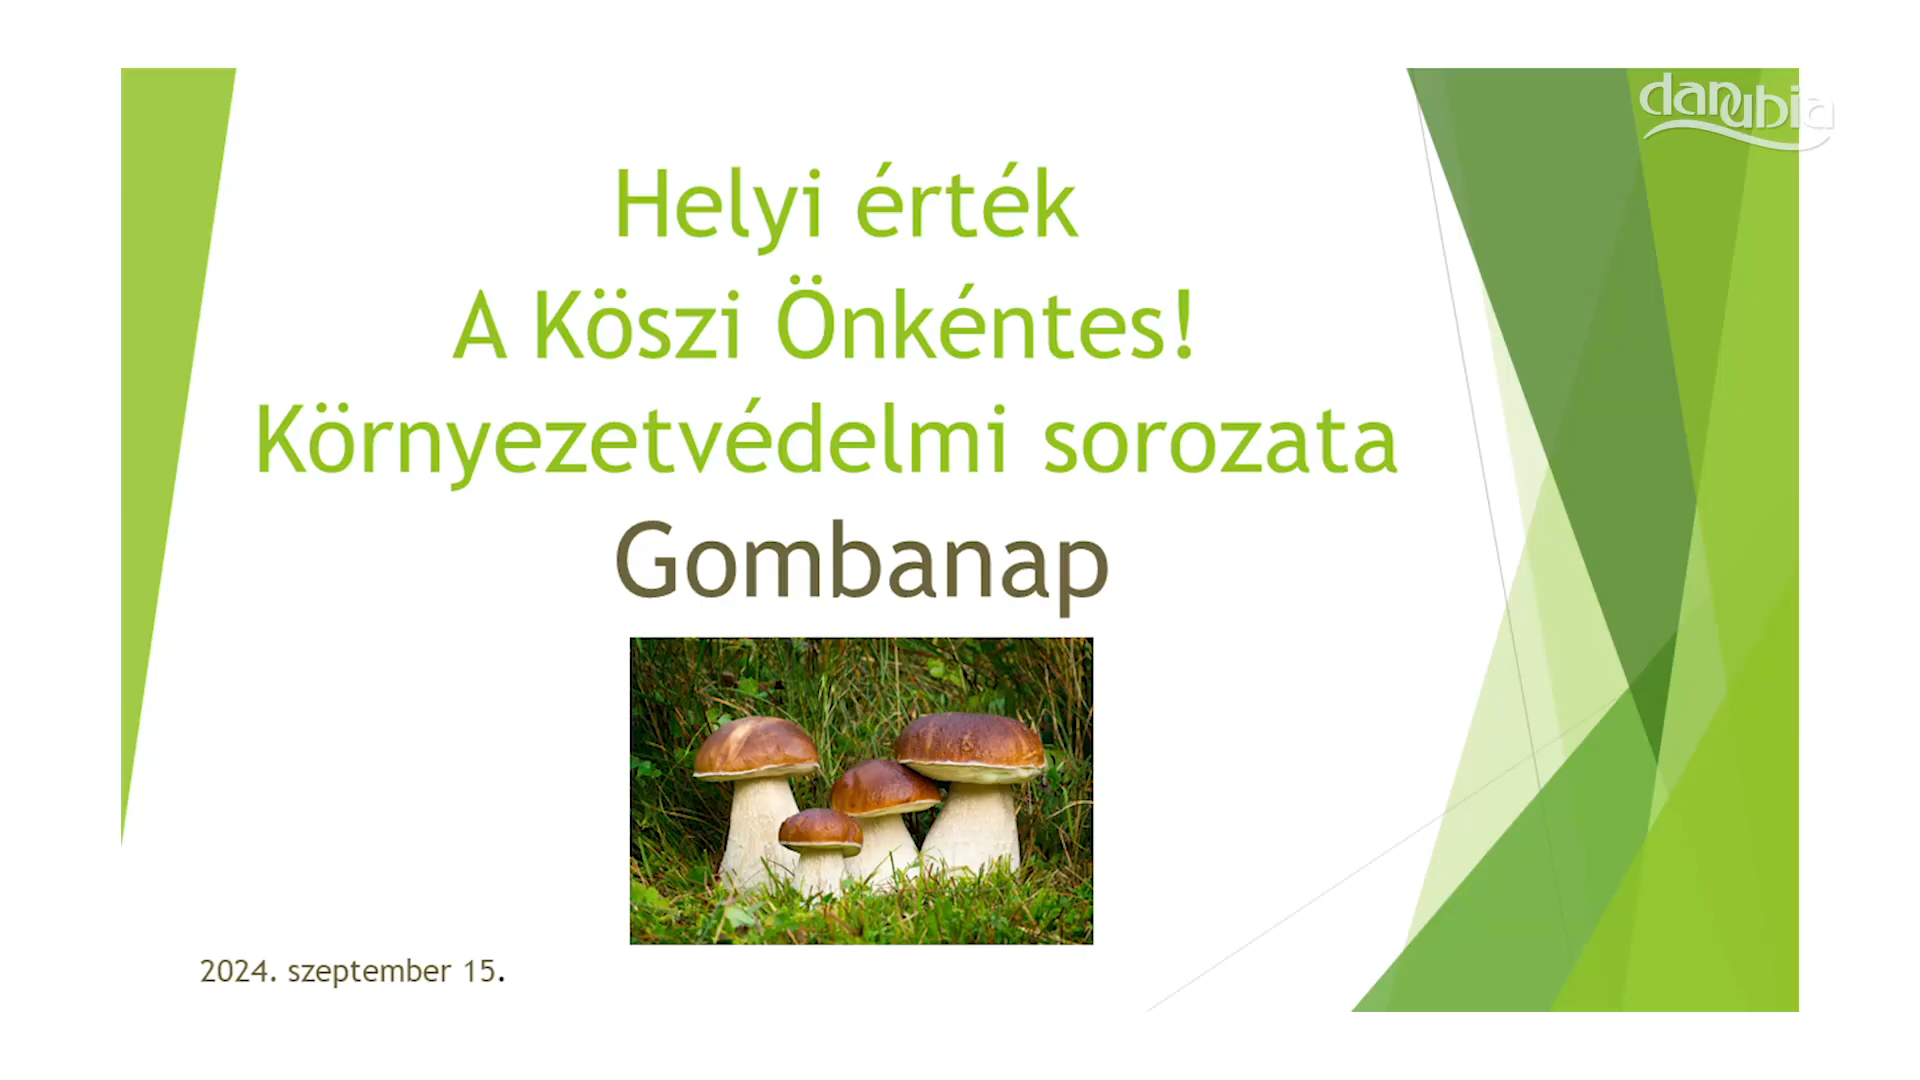 danubia
Helyi érték
A Köszi Önkéntes!
Környezetvédelmi sorozata
Gombanap
2024. szeptember 15.